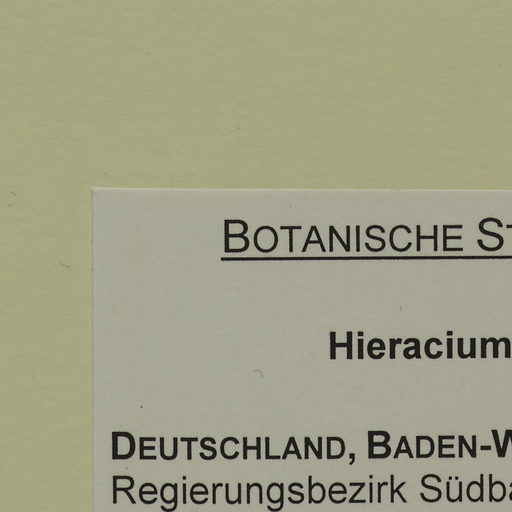 BOTANISCHE
Hieracium
DEUTSCHLAND, BADEN-
Regierungsbezirk